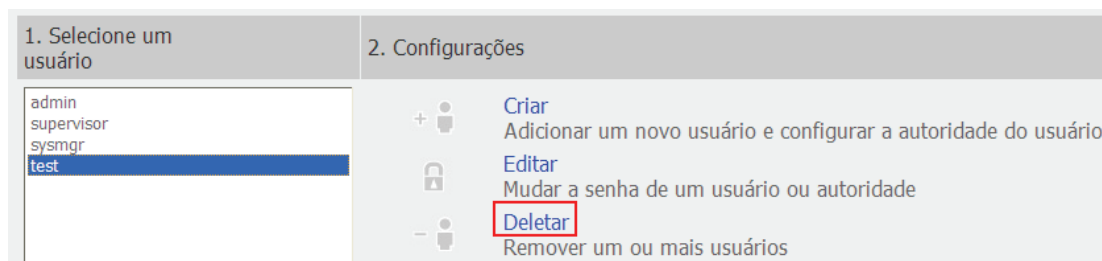 1. Selecione um
usuário
2. Configurações
admin
supervisor
sysmgr
test
Criar
Adicionar um novo usuário e configurar a autoridade do usuário
Editar
Mudar a senha de um usuário ou autoridade
Deletar
Remover um ou mais usuários